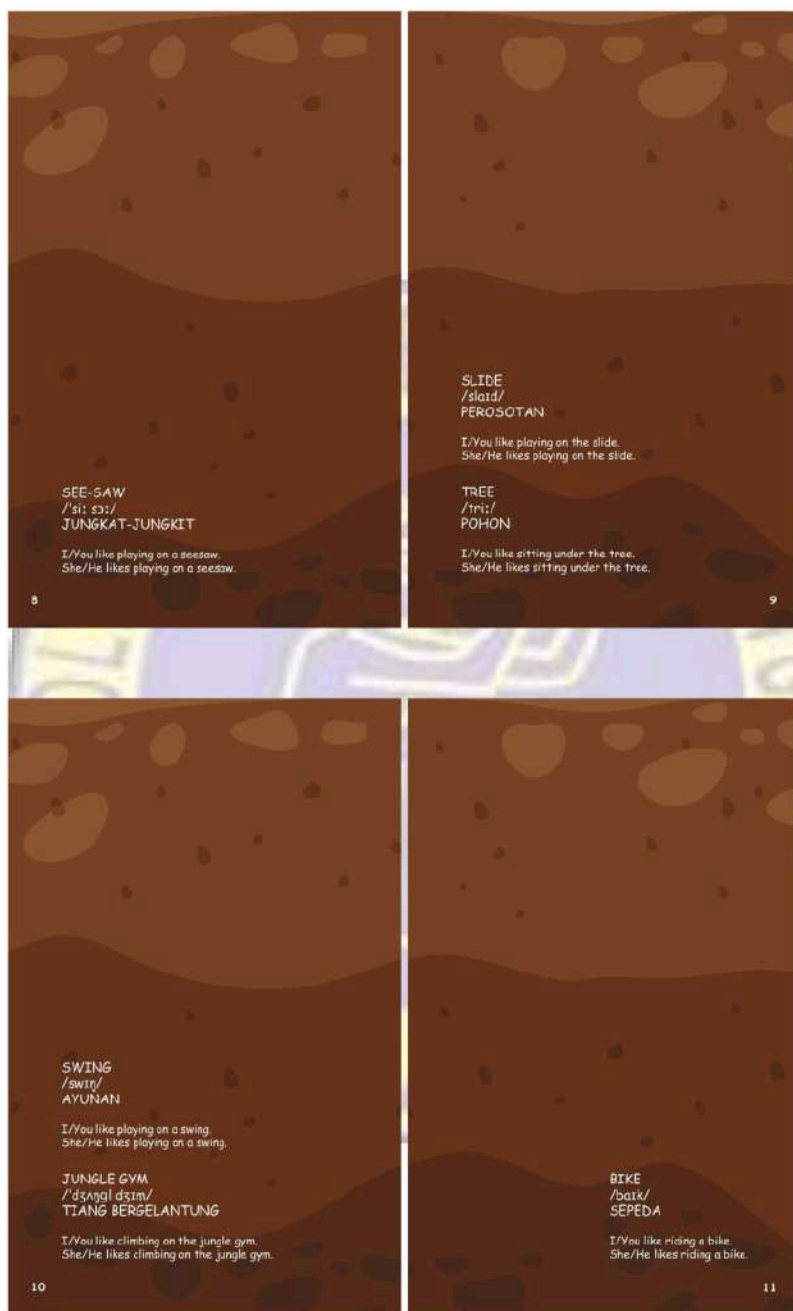 SEE-SAW
/ˈsiː sɔː/
JUNGKAT-JUNGKIT
I/You like playing on a seesaw.
She/He likes playing on a seesaw.
8
SLIDE
/slaɪd/
PEROSOTAN
I/You like playing on the slide.
She/He likes playing on the slide.
TREE
/triː/
POHON
I/You like sitting under the tree.
She/He likes sitting under the tree.
9
SWING
/swɪŋ/
AYUNAN
I/You like playing on a swing.
She/He likes playing on a swing.
JUNGLE GYM
/ˈdʒʌŋgl dʒɪm/
TIANG BERGELANTUNG
I/You like climbing on the jungle gym.
She/He likes climbing on the jungle gym.
10
BIKE
/baɪk/
SEPEDA
I/You like riding a bike.
She/He likes riding a bike.
11